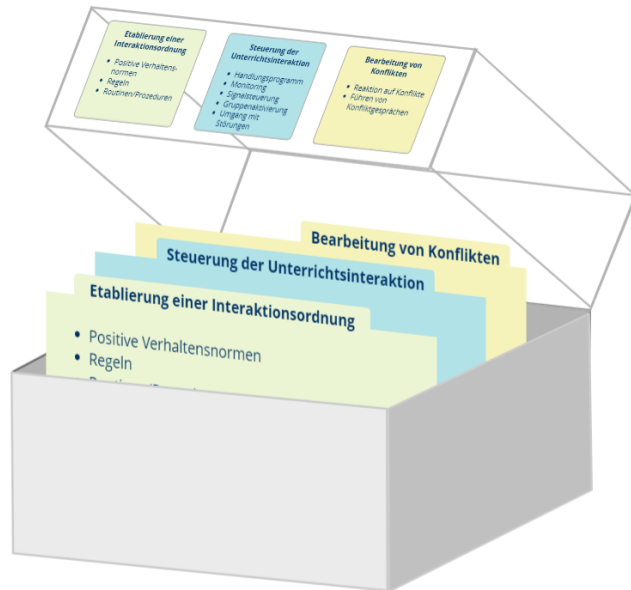 Etablierung einer
Interaktionsordnung
• Positive Verhaltens-
normen
• Regeln
• Routinen/Prozeduren
Steuerung der
Unterrichtsinteraktion
• Handlungsprogramm
• Monitoring
• Signalsteuerung
• Gruppenaktivierung
• Umgang mit
Störungen
Bearbeitung von
Konflikten
• Reaktion auf Konflikte
• Führen von
Konfliktgesprächen
Bearbeitung von Konflikten
Steuerung der Unterrichtsinteraktion
Etablierung einer Interaktionsordnung
• Positive Verhaltensnormen
• Regeln